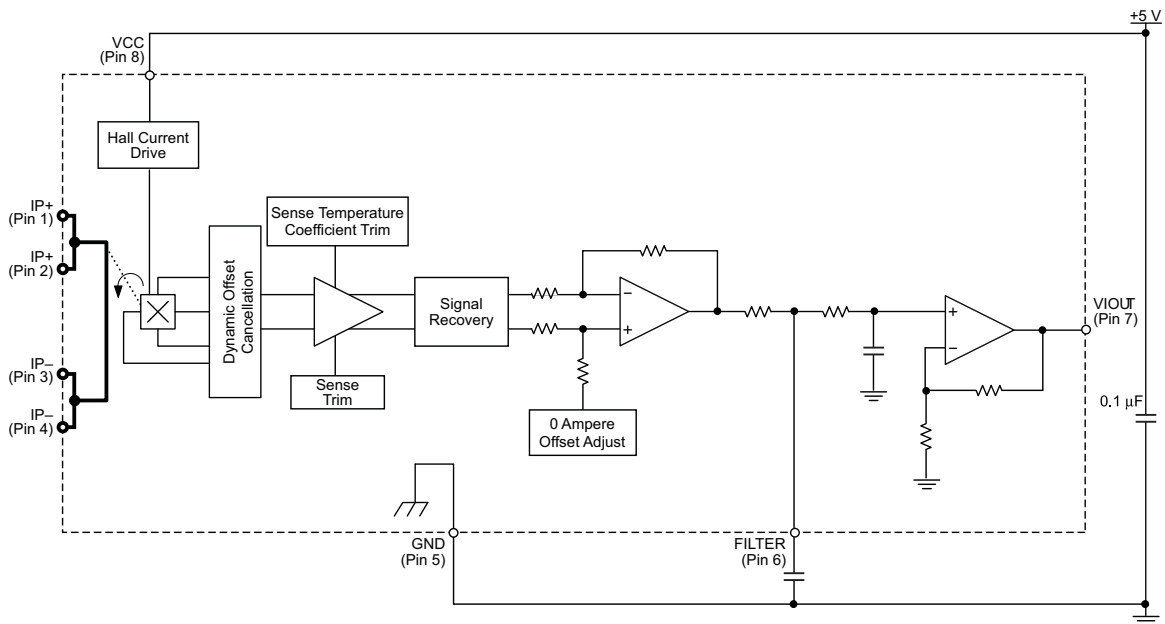 +5 V
VCC
(Pin 8)
Hall Current
Drive
IP+
(Pin 1)
IP+
(Pin 2)
IP–
(Pin 3)
IP–
(Pin 4)
Dynamic Offset
Cancellation
Sense Temperature
Coefficient Trim
Sense
Trim
Signal
Recovery
0 Ampere
Offset Adjust
–
+
+
–
VIOUT
(Pin 7)
0.1 μF
GND
(Pin 5)
FILTER
(Pin 6)